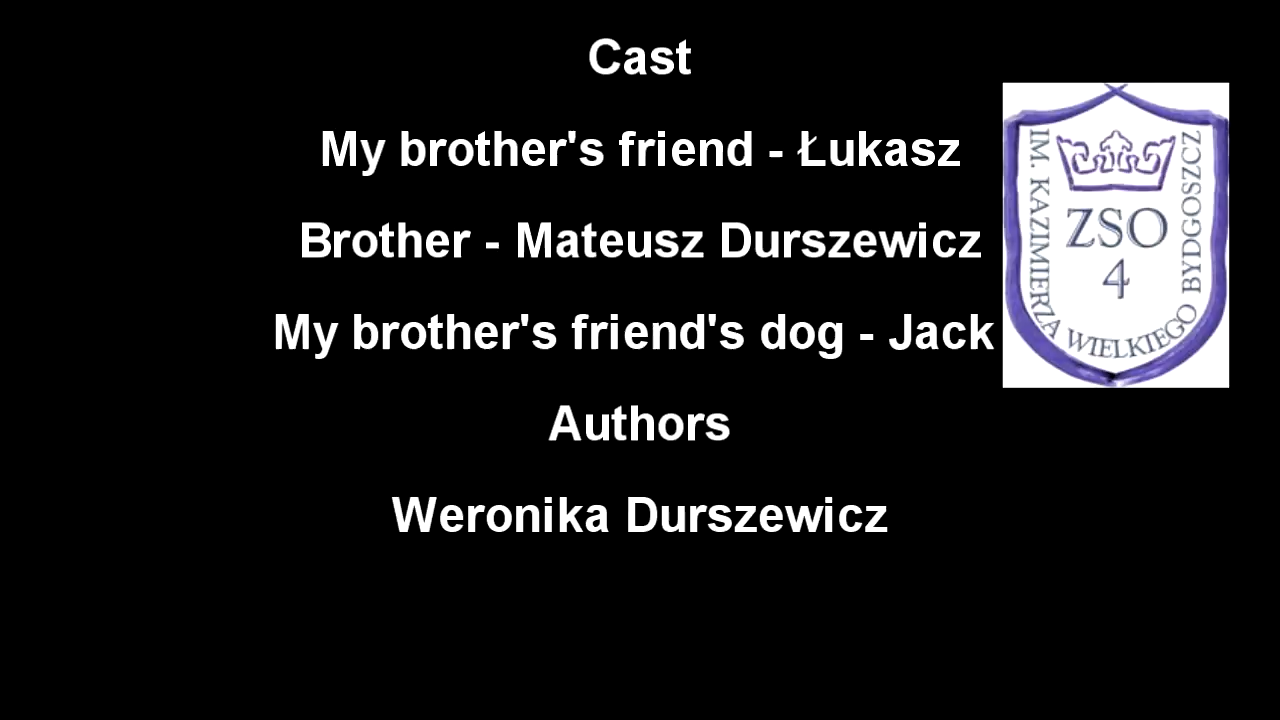 Cast
My brother's friend - Łukasz
Brother - Mateusz Durszewicz
My brother's friend's dog - Jack
Authors
Weronika Durszewicz
IM. KAZIMIERZA WIELKIEGO BYDGOSZCZ
ZSO
4